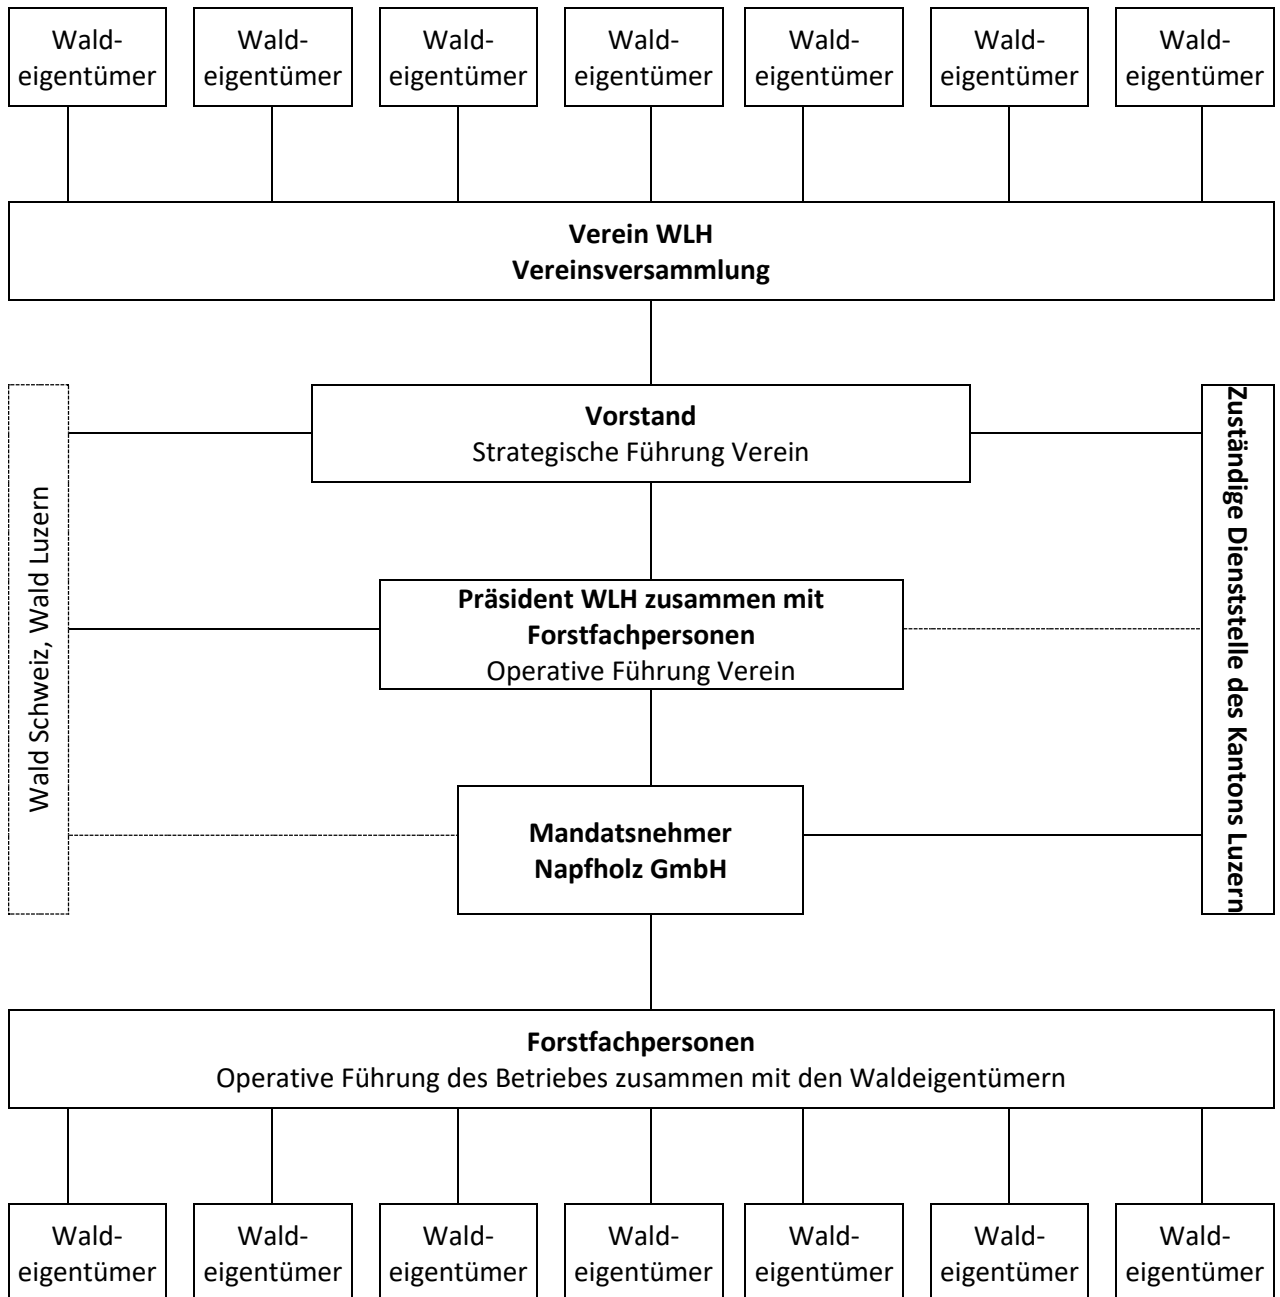 Wald-
eigentümer
Wald-
eigentümer
Wald-
eigentümer
Wald-
eigentümer
Wald-
eigentümer
Wald-
eigentümer
Wald-
eigentümer
Verein WLH
Vereinsversammlung
Vorstand
Strategische Führung Verein
Wald Schweiz, Wald Luzern
Zuständige Dienststelle des Kantons Luzern
Präsident WLH zusammen mit
Forstfachpersonen
Operative Führung Verein
Mandatsnehmer
Napfholz GmbH
Forstfachpersonen
Operative Führung des Betriebes zusammen mit den Waldeigentümern
Wald-
eigentümer
Wald-
eigentümer
Wald-
eigentümer
Wald-
eigentümer
Wald-
eigentümer
Wald-
eigentümer
Wald-
eigentümer